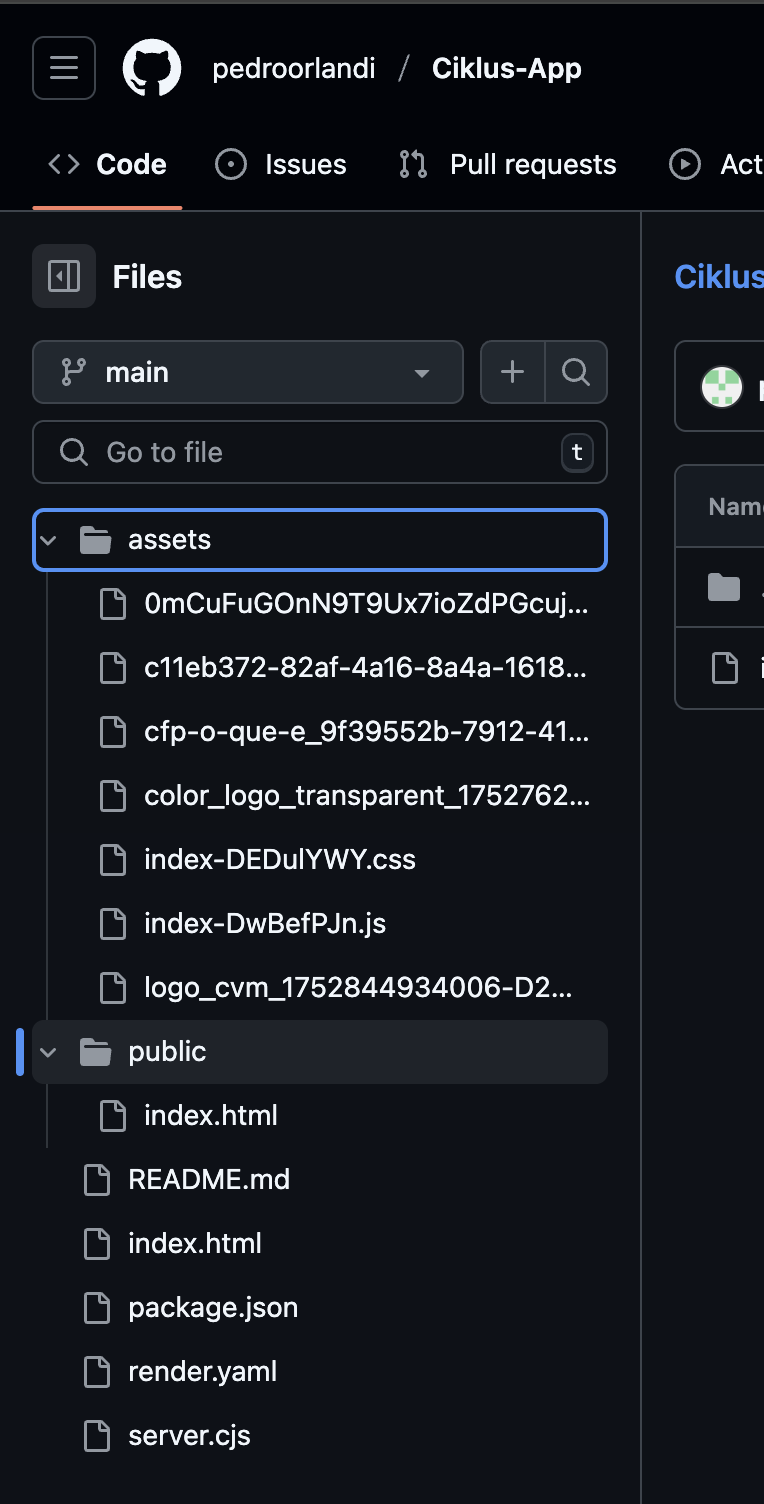 pedroorlandi / Ciklus-App
Code Issues Pull requests Act
Files
Ciklus
main
Go to file t
Name
assets
0mCuFuGOnN9T9Ux7ioZdPGcuj...
c11eb372-82af-4a16-8a4a-1618...
cfp-o-que-e_9f39552b-7912-41...
color_logo_transparent_1752762...
index-DEDulYWY.css
index-DwBefPJn.js
logo_cvm_1752844934006-D2...
public
index.html
README.md
index.html
package.json
render.yaml
server.cjs